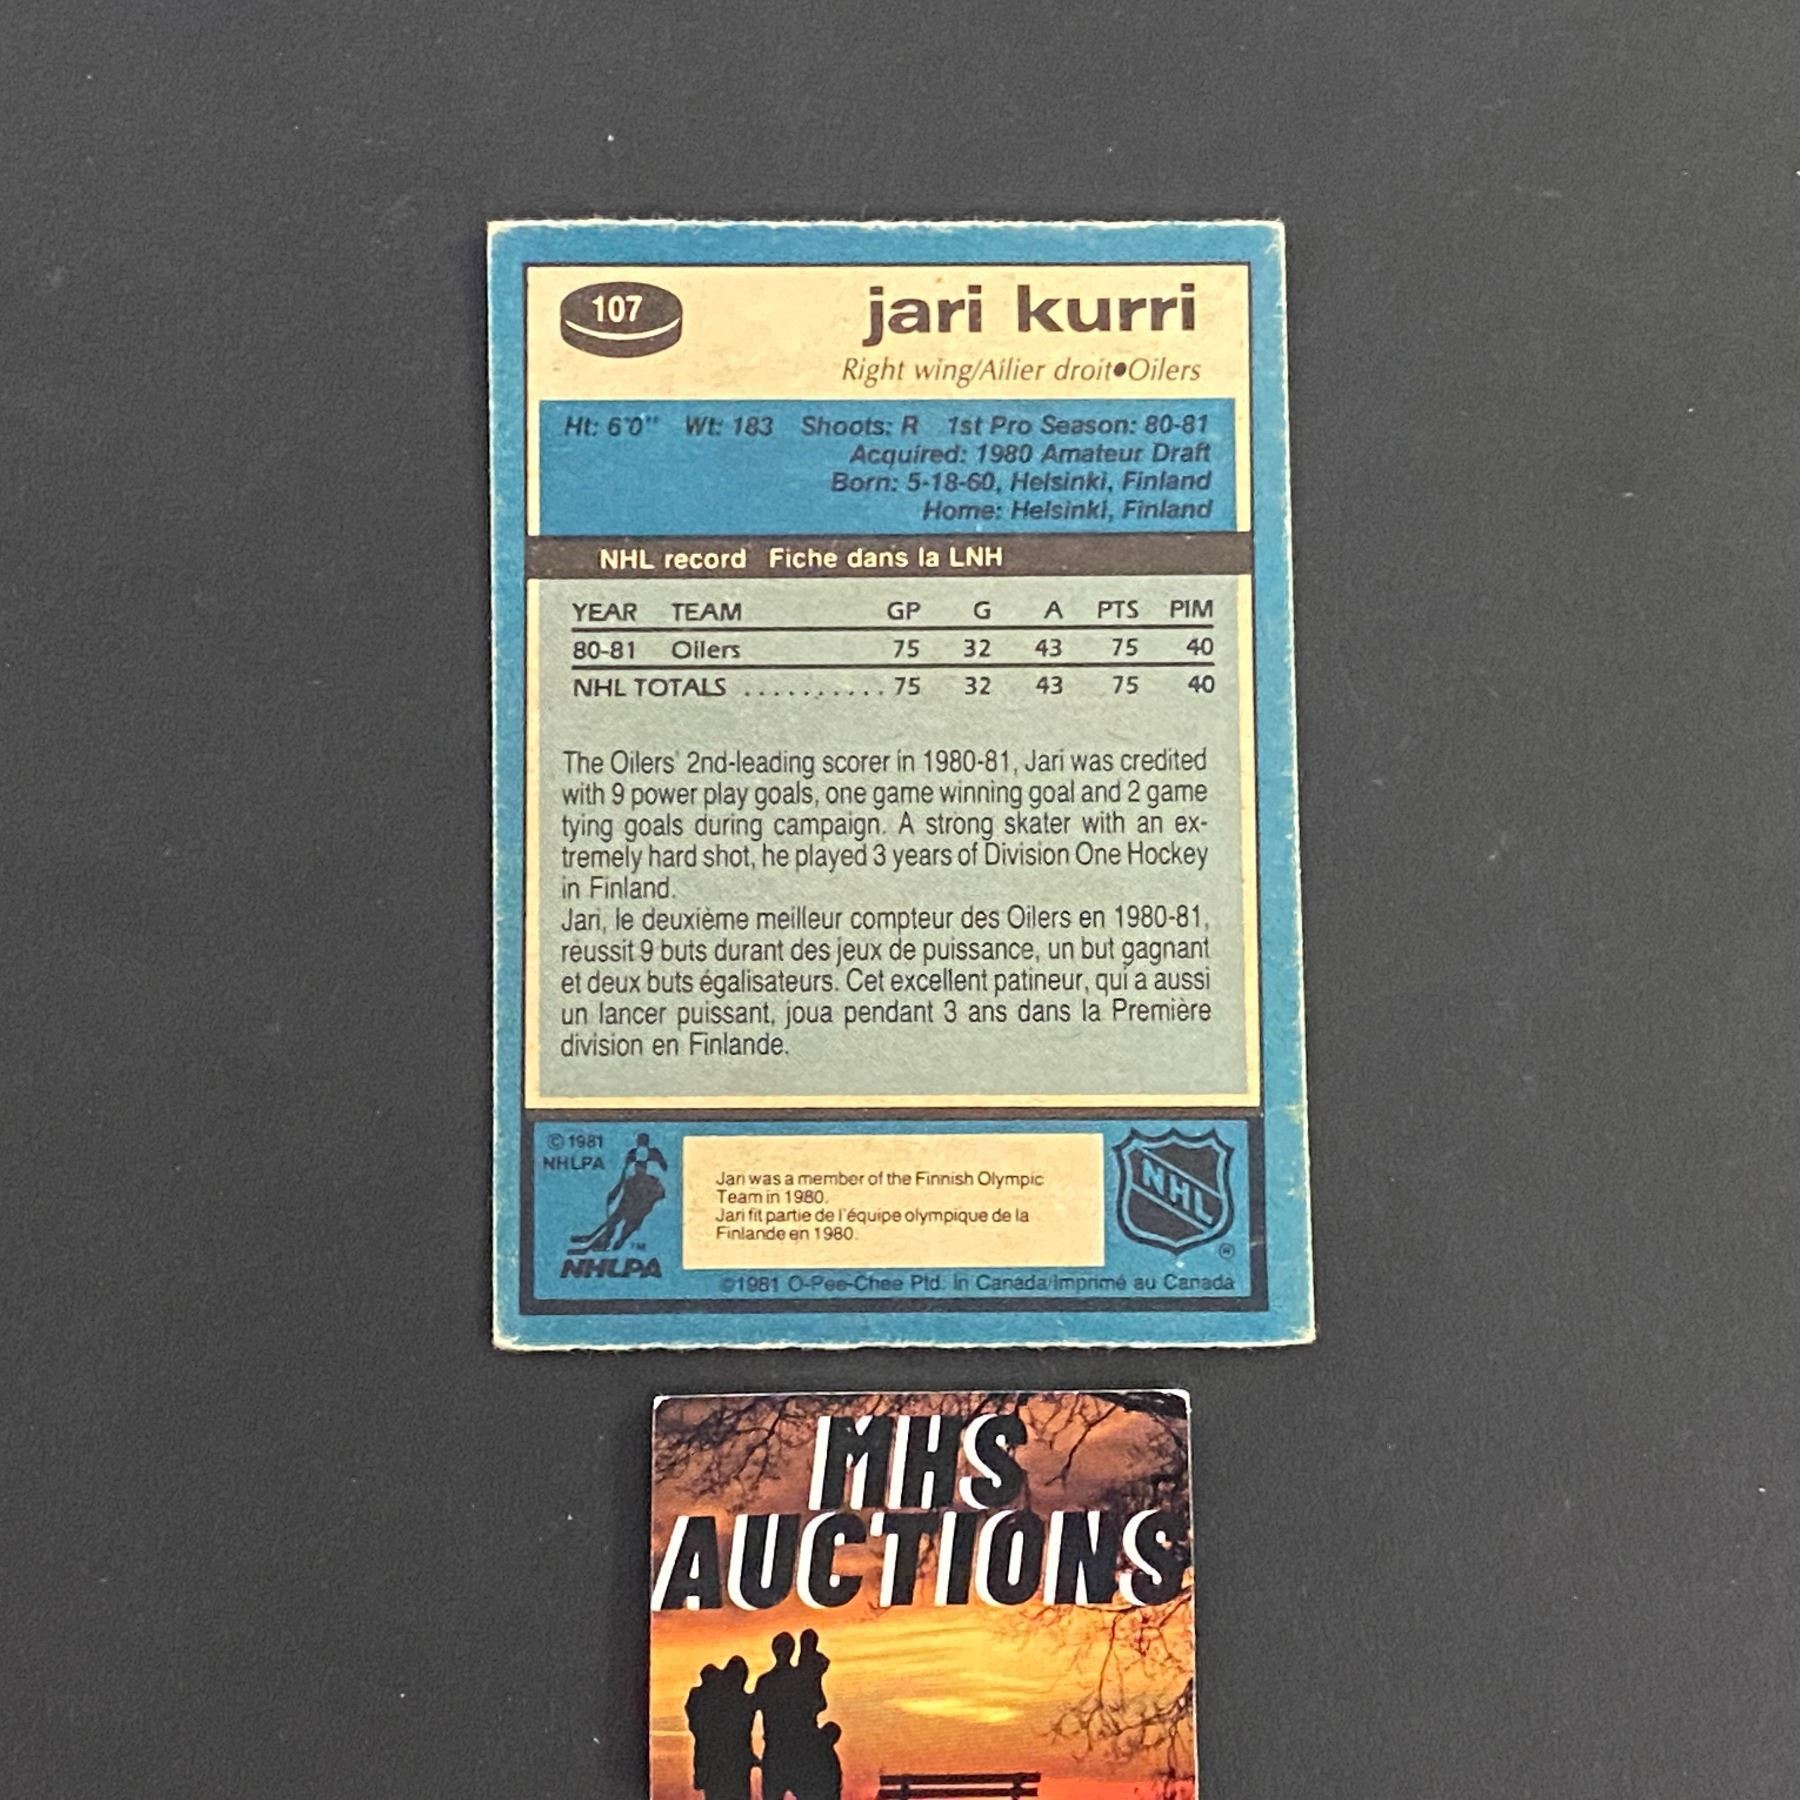 107
jari kurri
Right wing/Ailier droit•Oilers
Ht: 6'0" Wt: 183 Shoots: R 1st Pro Season: 80-81
Acquired: 1980 Amateur Draft
Born: 5-18-60, Helsinki, Finland
Home: Helsinki, Finland
NHL record Fiche dans la LNH
YEAR TEAM GP G A PTS PIM
80-81 Oilers 75 32 43 75 40
NHL TOTALS .......... 75 32 43 75 40
The Oilers' 2nd-leading scorer in 1980-81, Jari was credited
with 9 power play goals, one game winning goal and 2 game
tying goals during campaign. A strong skater with an ex-
tremely hard shot, he played 3 years of Division One Hockey
in Finland.
Jari, le deuxième meilleur compteur des Oilers en 1980-81,
réussit 9 buts durant des jeux de puissance, un but gagnant
et deux buts égalisateurs. Cet excellent patineur, qui a aussi
un lancer puissant, joua pendant 3 ans dans la Première
division en Finlande.
© 1981
NHLPA
TM
NHLPA
Jari was a member of the Finnish Olympic
Team in 1980.
Jari fit partie de l'équipe olympique de la
Finlande en 1980.
NHL
®
©1981 O-Pee-Chee Ptd. in Canada/Imprimé au Canada
MHS
AUCTIONS